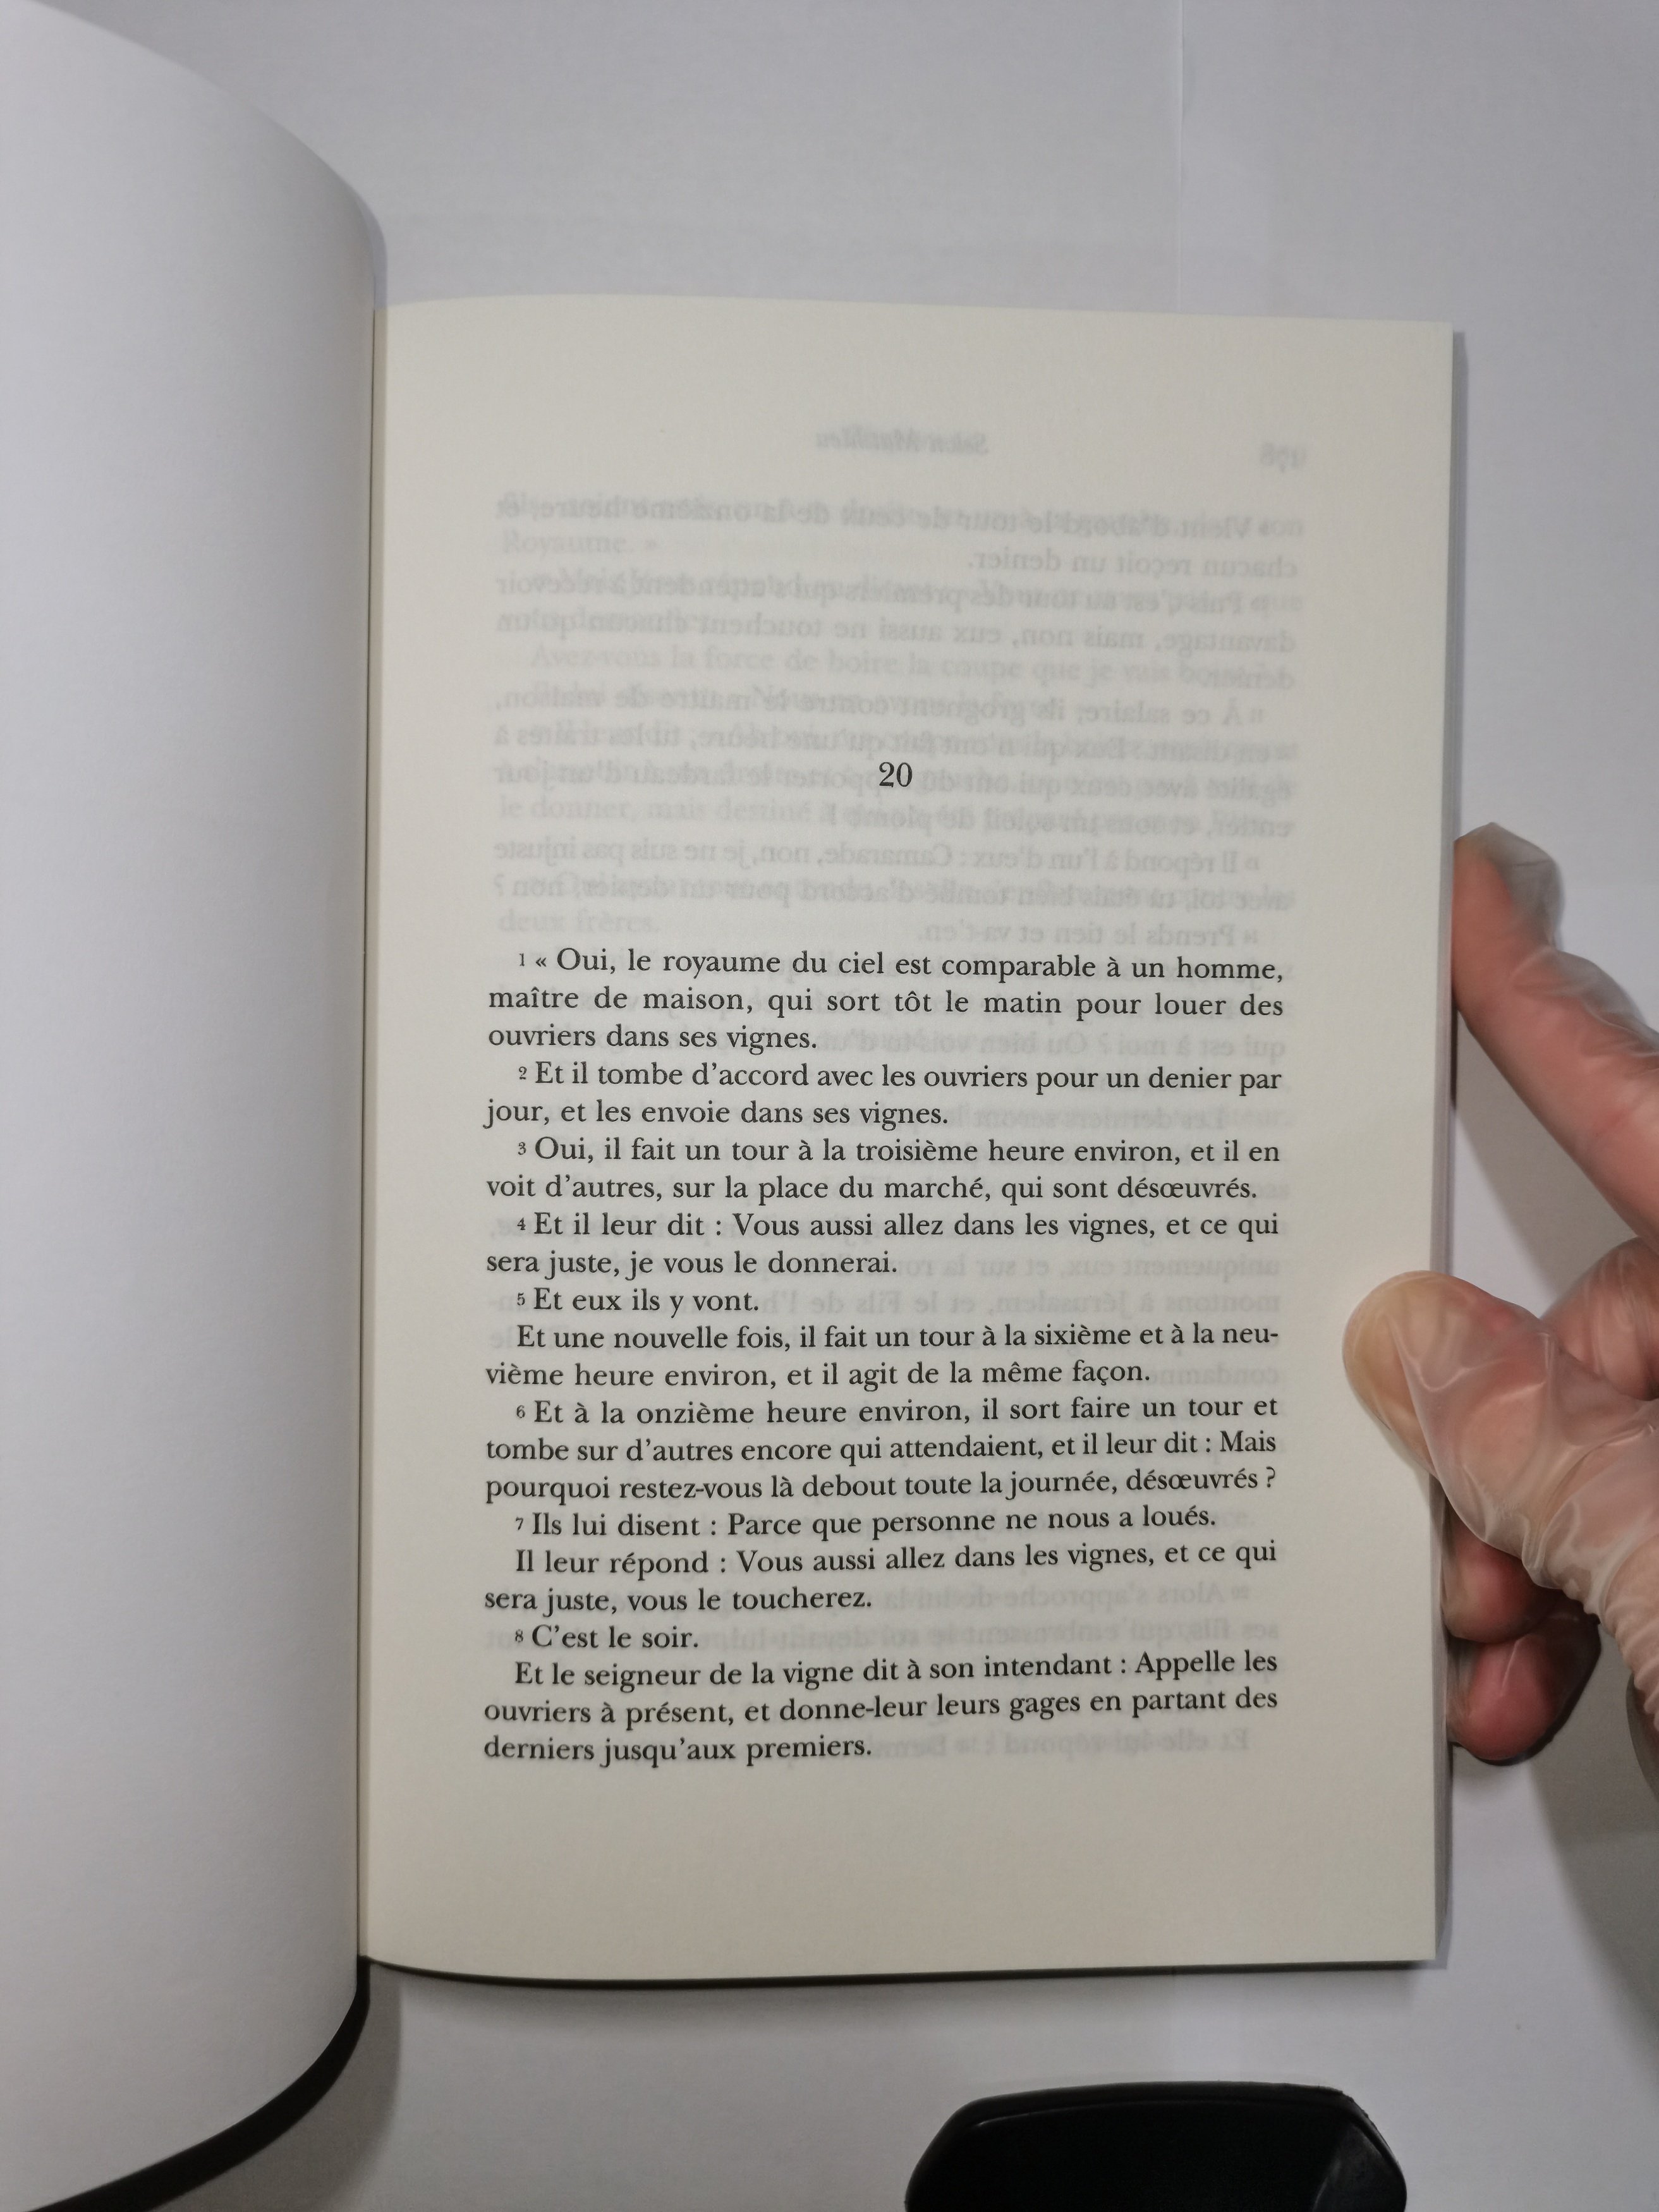 20
1 « Oui, le royaume du ciel est comparable à un homme,
maître de maison, qui sort tôt le matin pour louer des
ouvriers dans ses vignes.
2 Et il tombe d’accord avec les ouvriers pour un denier par
jour, et les envoie dans ses vignes.
3 Oui, il fait un tour à la troisième heure environ, et il en
voit d’autres, sur la place du marché, qui sont désœuvrés.
4 Et il leur dit : Vous aussi allez dans les vignes, et ce qui
sera juste, je vous le donnerai.
5 Et eux ils y vont.
Et une nouvelle fois, il fait un tour à la sixième et à la neu-
vième heure environ, et il agit de la même façon.
6 Et à la onzième heure environ, il sort faire un tour et
tombe sur d’autres encore qui attendaient, et il leur dit : Mais
pourquoi restez-vous là debout toute la journée, désœuvrés ?
7 Ils lui disent : Parce que personne ne nous a loués.
Il leur répond : Vous aussi allez dans les vignes, et ce qui
sera juste, vous le toucherez.
8 C’est le soir.
Et le seigneur de la vigne dit à son intendant : Appelle les
ouvriers à présent, et donne-leur leurs gages en partant des
derniers jusqu’aux premiers.